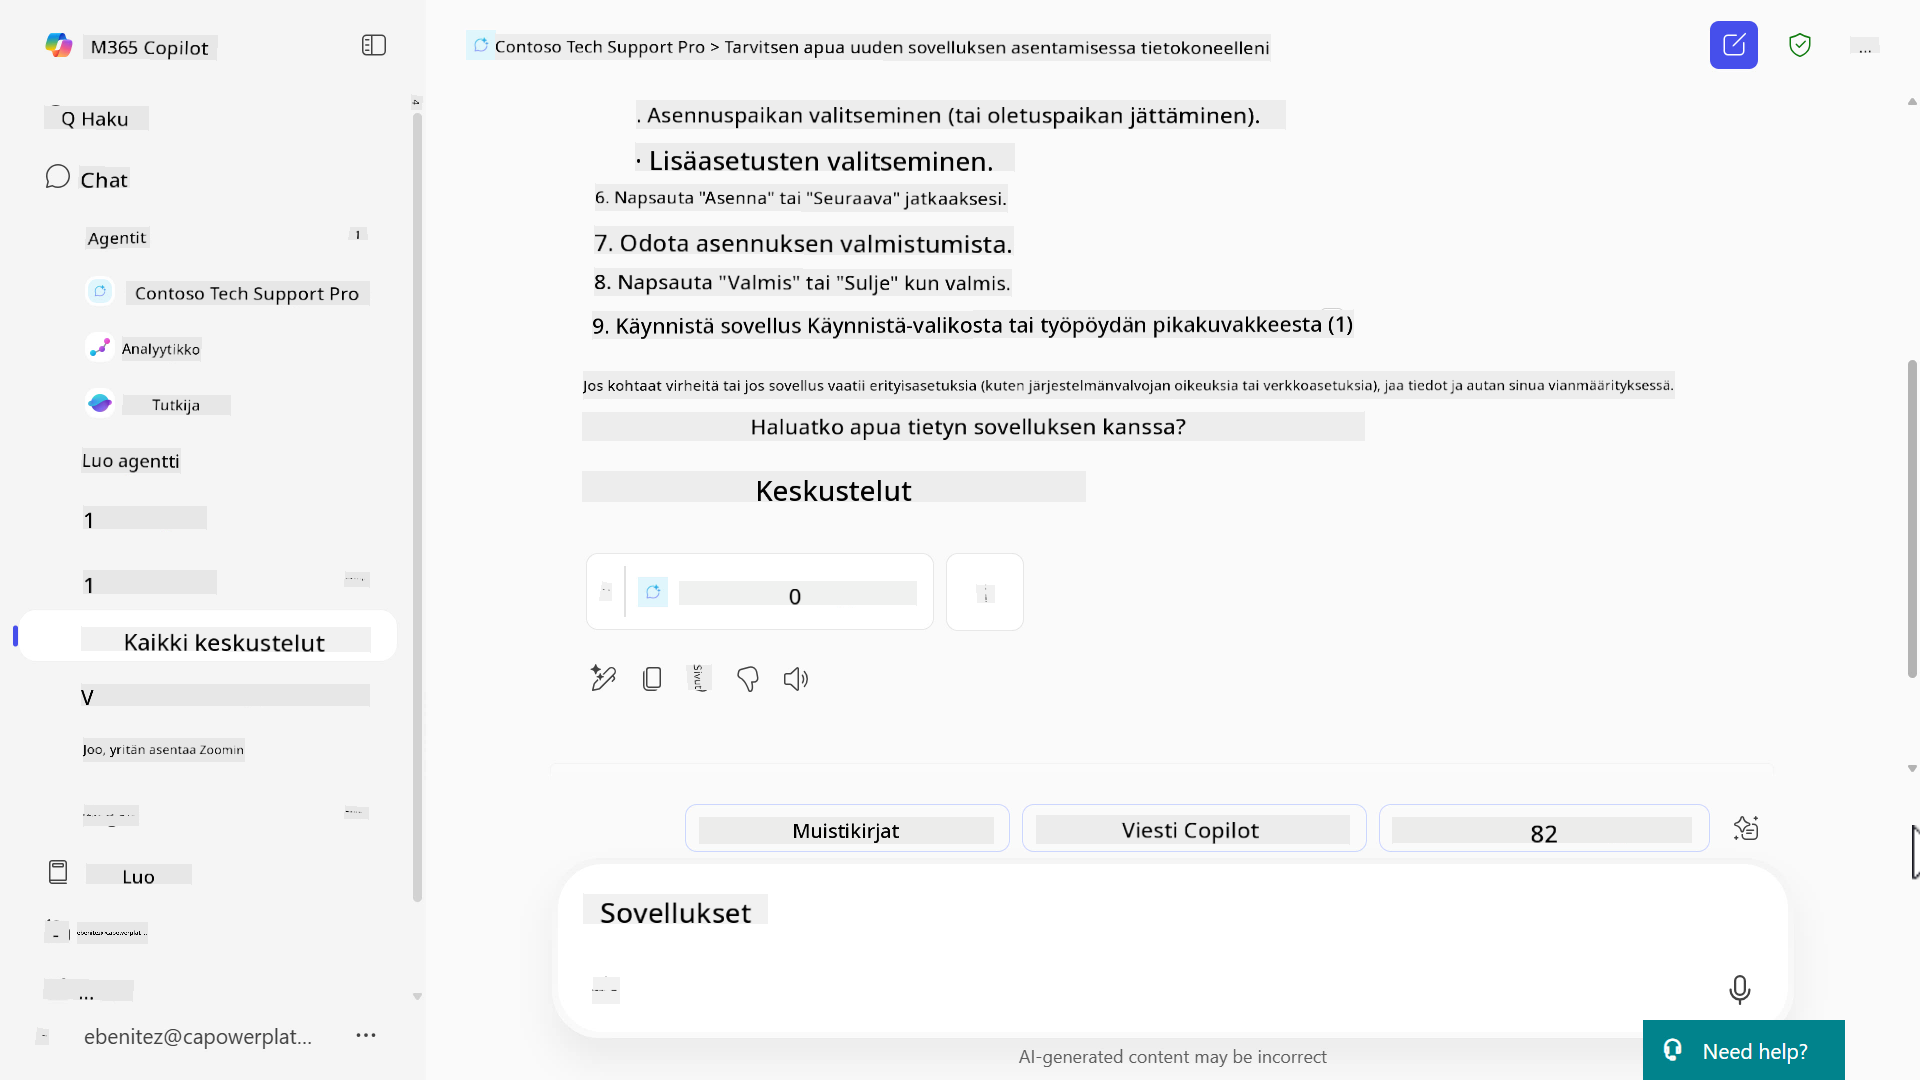 M365 Copilot
Q Haku
Chat
Agentit
1
Contoso Tech Support Pro
Analyytikko
Tutkija
Luo agentti
1
1
Kaikki keskustelut
V
Joo, yritän asentaa Zoomin
Luo
ebenitez@capowerplat...
...
ebenitez@capowerplat...
Contoso Tech Support Pro > Tarvitsen apua uuden sovelluksen asentamisessa tietokoneelleni
...
. Asennuspaikan valitseminen (tai oletuspaikan jättäminen).
· Lisäasetusten valitseminen.
6. Napsauta "Asenna" tai "Seuraava" jatkaaksesi.
7. Odota asennuksen valmistumista.
8. Napsauta "Valmis" tai "Sulje" kun valmis.
9. Käynnistä sovellus Käynnistä-valikosta tai työpöydän pikakuvakkeesta (1)
Jos kohtaat virheitä tai jos sovellus vaatii erityisasetuksia (kuten järjestelmänvalvojan oikeuksia tai verkkoasetuksia), jaa tiedot ja autan sinua vianmäärityksessä.
Haluatko apua tietyn sovelluksen kanssa?
Keskustelut
0
Sivut
Muistikirjat
Viesti Copilot
82
Sovellukset
AI-generated content may be incorrect
Need help?